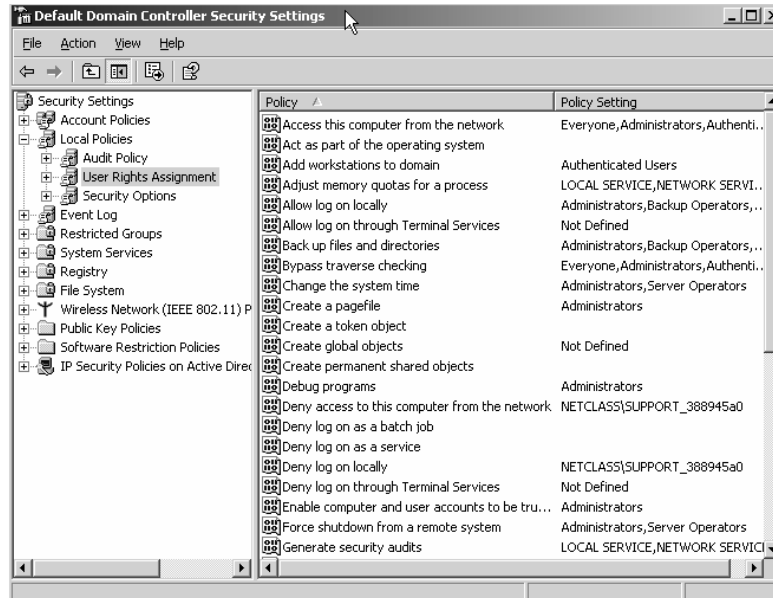 Default Domain Controller Security Settings
File Action View Help
Security Settings
Account Policies
Local Policies
Audit Policy
User Rights Assignment
Security Options
Event Log
Restricted Groups
System Services
Registry
File System
Wireless Network (IEEE 802.11) P
Public Key Policies
Software Restriction Policies
IP Security Policies on Active Direc
Policy Policy Setting
Access this computer from the network Everyone,Administrators,Authenti...
Act as part of the operating system
Add workstations to domain Authenticated Users
Adjust memory quotas for a process LOCAL SERVICE,NETWORK SERVI...
Allow log on locally Administrators,Backup Operators,...
Allow log on through Terminal Services Not Defined
Back up files and directories Administrators,Backup Operators,...
Bypass traverse checking Everyone,Administrators,Authenti...
Change the system time Administrators,Server Operators
Create a pagefile Administrators
Create a token object
Create global objects Not Defined
Create permanent shared objects
Debug programs Administrators
Deny access to this computer from the network NETCLASS\SUPPORT_388945a0
Deny log on as a batch job
Deny log on as a service
Deny log on locally NETCLASS\SUPPORT_388945a0
Deny log on through Terminal Services Not Defined
Enable computer and user accounts to be tru... Administrators
Force shutdown from a remote system Administrators,Server Operators
Generate security audits LOCAL SERVICE,NETWORK SERVIC